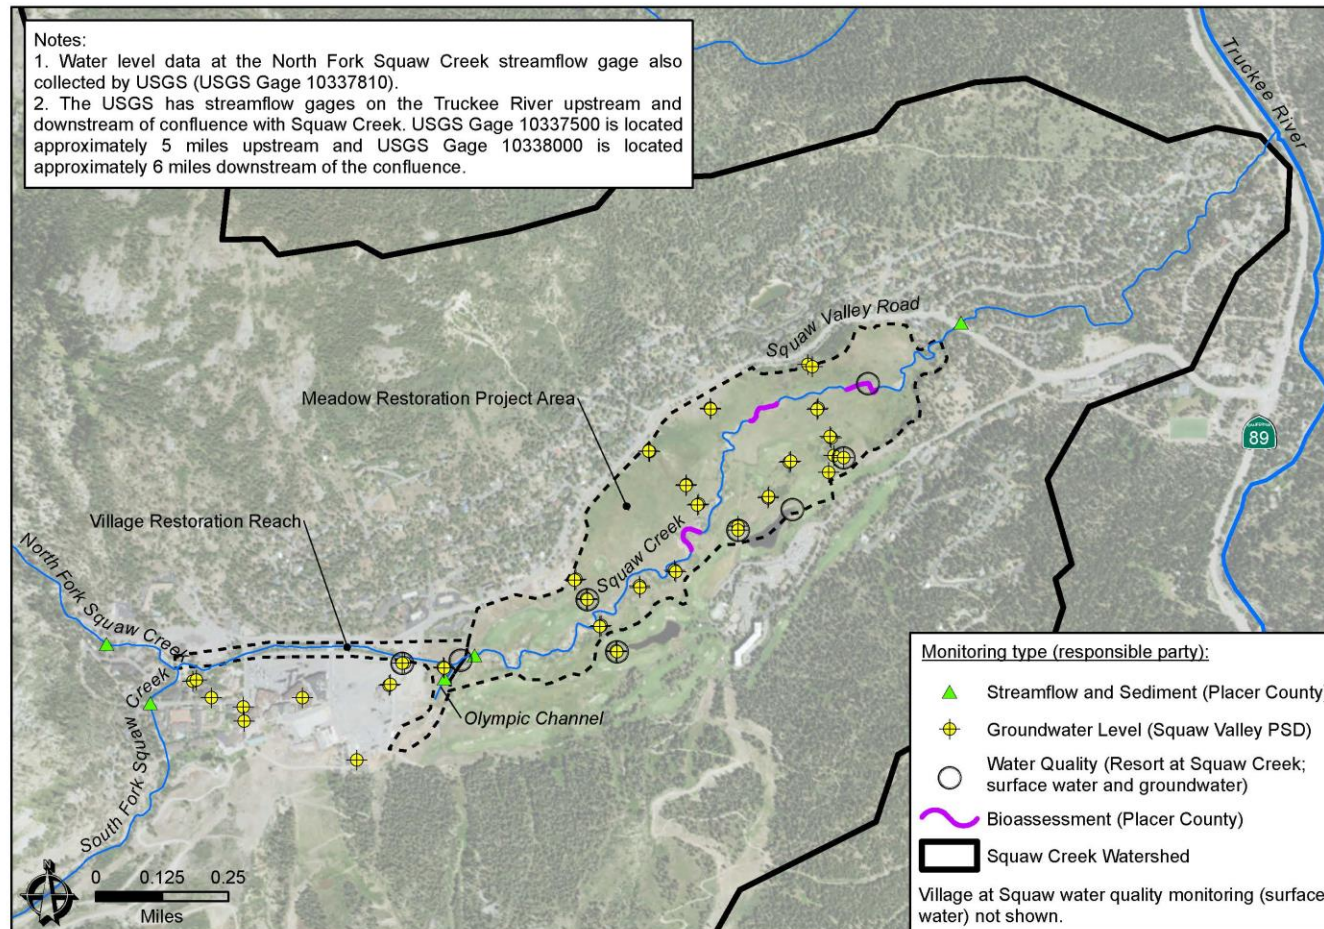 Notes:
1. Water level data at the North Fork Squaw Creek streamflow gage also
collected by USGS (USGS Gage 10337810).
2. The USGS has streamflow gages on the Truckee River upstream and
downstream of confluence with Squaw Creek. USGS Gage 10337500 is located
approximately 5 miles upstream and USGS Gage 10338000 is located
approximately 6 miles downstream of the confluence.
Truckee River
Squaw Valley Road
Meadow Restoration Project Area
CALIFORNIA
89
Village Restoration Reach
Squaw Creek
North Fork Squaw Creek
South Fork Squaw Creek
Olympic Channel
N
0 0.125 0.25
Miles
Monitoring type (responsible party):
Streamflow and Sediment (Placer County)
Groundwater Level (Squaw Valley PSD)
Water Quality (Resort at Squaw Creek;
surface water and groundwater)
Bioassessment (Placer County)
Squaw Creek Watershed
Village at Squaw water quality monitoring (surface
water) not shown.